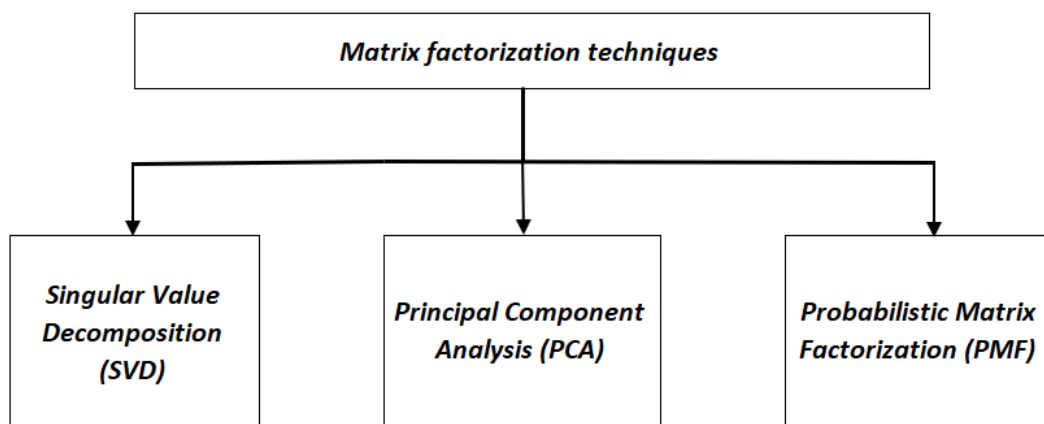 Matrix factorization techniques
Singular Value
Decomposition
(SVD)
Principal Component
Analysis (PCA)
Probabilistic Matrix
Factorization (PMF)